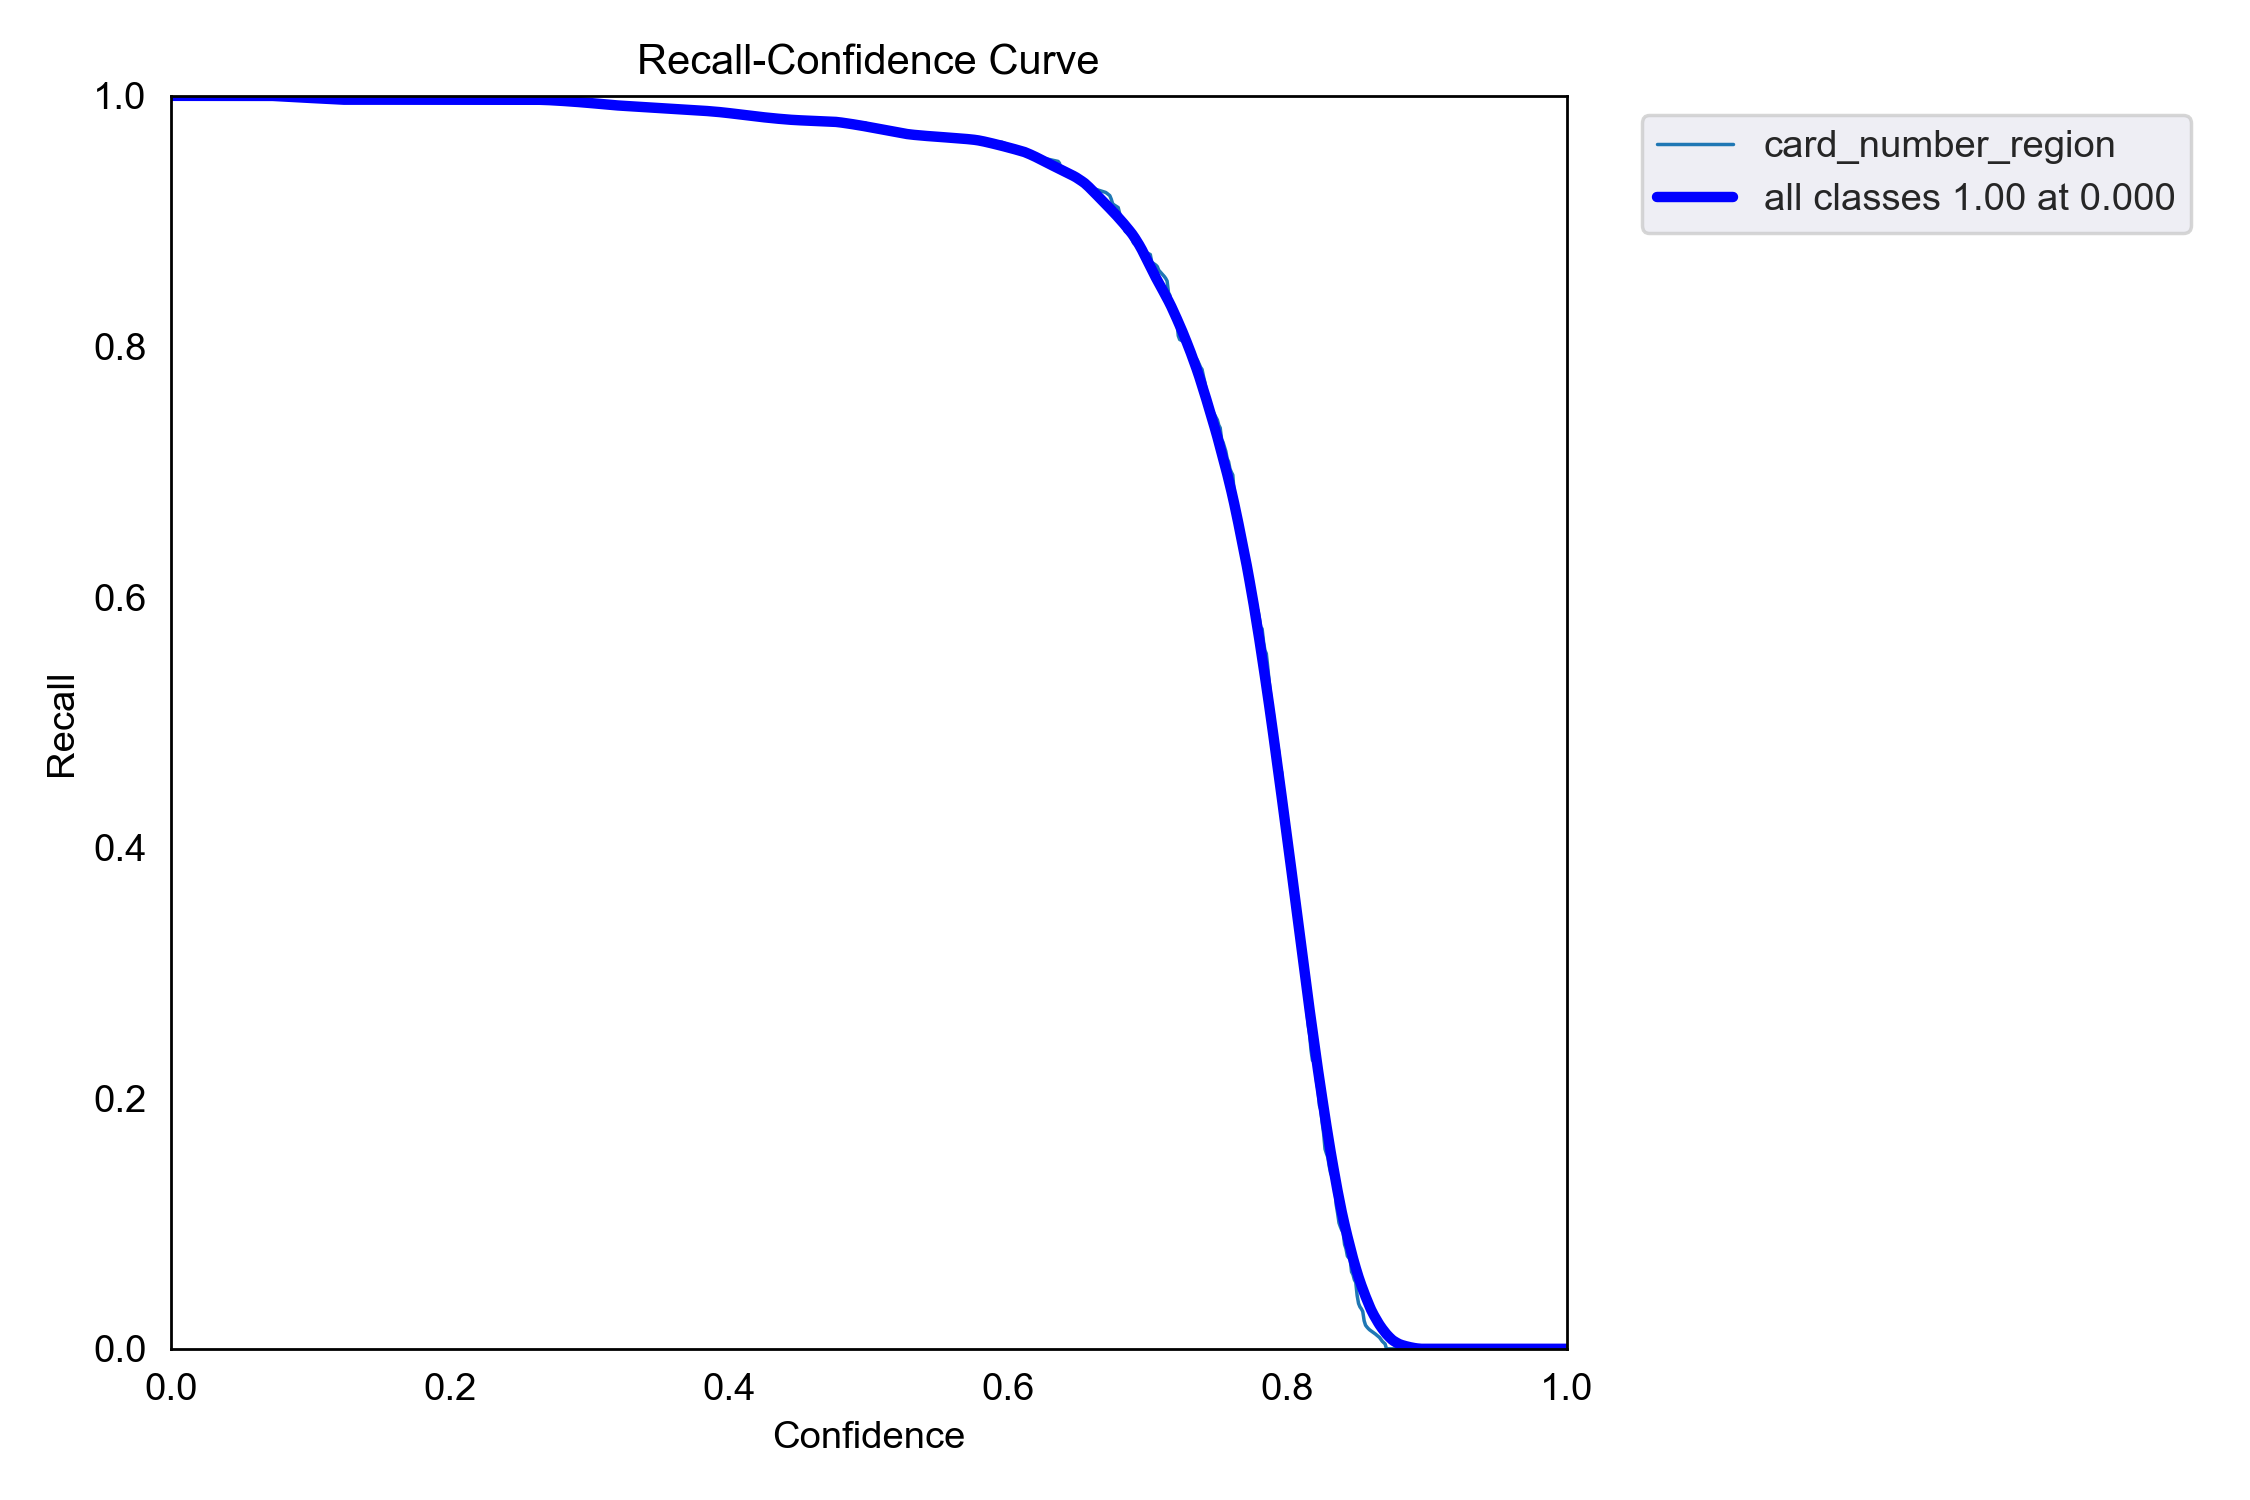 Recall-Confidence Curve
1.0
0.8
0.6
0.4
0.2
0.0
Recall
0.0 0.2 0.4 0.6 0.8 1.0
Confidence
card_number_region
all classes 1.00 at 0.000